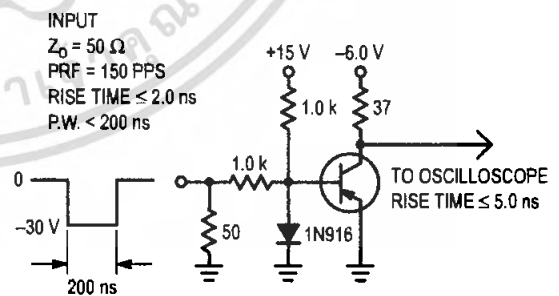 INPUT
Z₀ = 50 Ω
PRF = 150 PPS
RISE TIME ≤ 2.0 ns
P.W. < 200 ns
+15 V
−6.0 V
1.0 k
37
1.0 k
0
−30 V
50
1N916
200 ns
TO OSCILLOSCOPE
RISE TIME ≤ 5.0 ns